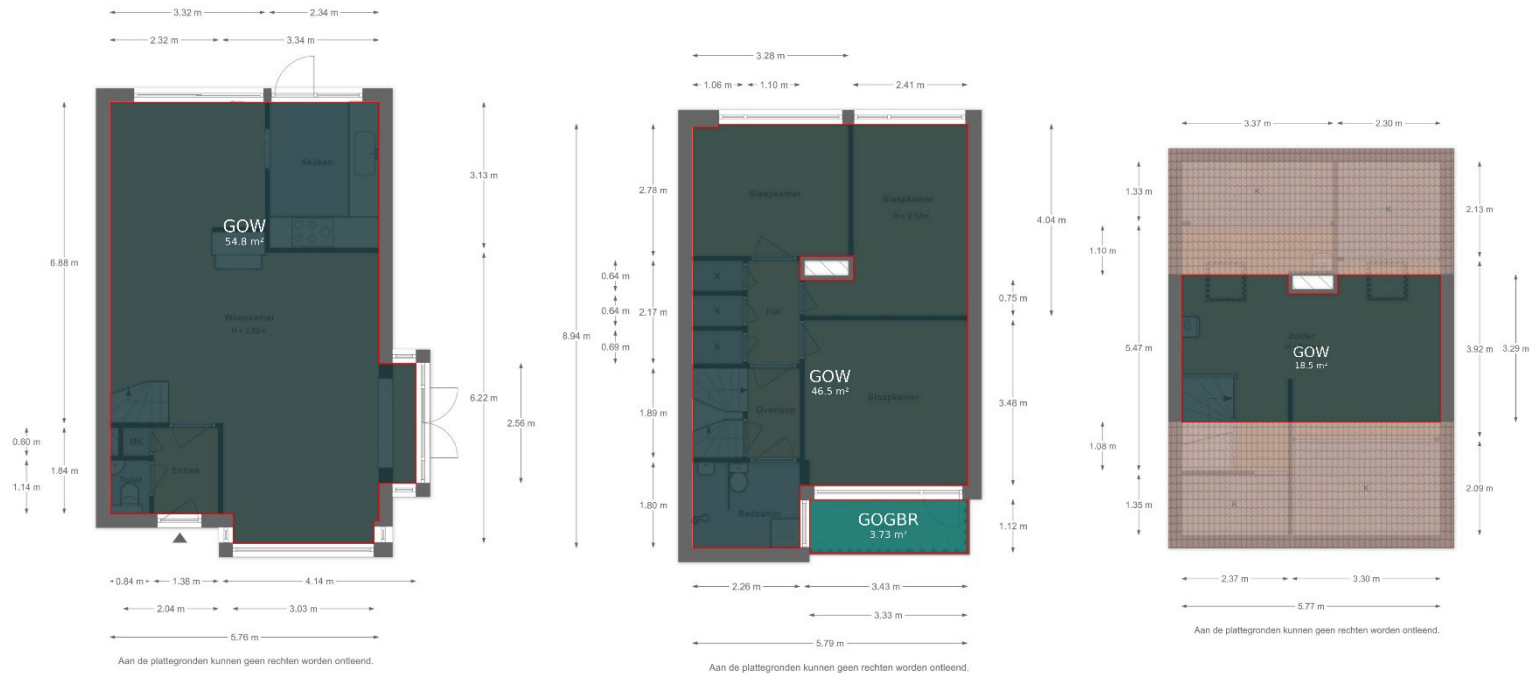 3.32 m
2.34 m
2.32 m
3.34 m
Keuken
GOW
54.8 m²
Woonkamer
H = 2.58m
MK
Toilet
Entree
6.88 m
0.60 m
1.84 m
1.14 m
3.13 m
6.22 m
2.56 m
0.84 m
1.38 m
4.14 m
2.04 m
3.03 m
5.76 m
Aan de plattegronden kunnen geen rechten worden ontleend.
3.28 m
1.06 m
1.10 m
2.41 m
Slaapkamer
Slaapkamer
H = 2.57m
K
K
K
Hal
GOW
46.5 m²
Slaapkamer
Overloop
Badkamer
GOGBR
3.73 m²
8.94 m
2.78 m
0.64 m
0.64 m
2.17 m
0.69 m
1.89 m
1.80 m
4.04 m
0.75 m
3.48 m
1.12 m
2.26 m
3.43 m
3.33 m
5.79 m
Aan de plattegronden kunnen geen rechten worden ontleend.
3.37 m
2.30 m
K
K
Zolder
GOW
18.5 m²
K
K
1.33 m
1.10 m
5.47 m
1.08 m
1.35 m
2.13 m
3.92 m
3.29 m
2.09 m
2.37 m
3.30 m
5.77 m
Aan de plattegronden kunnen geen rechten worden ontleend.